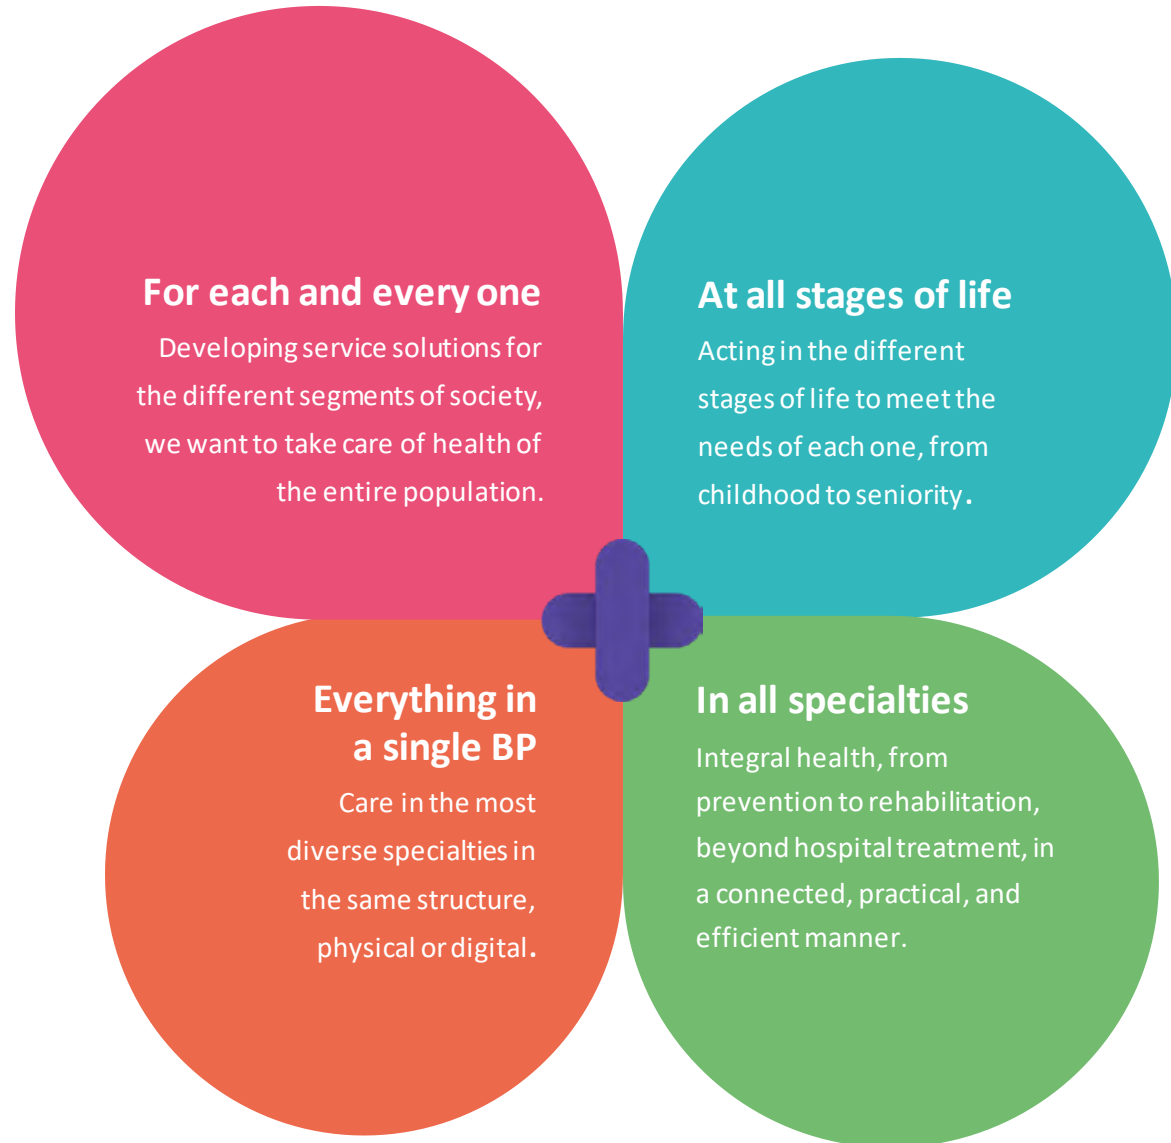 For each and every one
Developing service solutions for
the different segments of society,
we want to take care of health of
the entire population.
At all stages of life
Acting in the different
stages of life to meet the
needs of each one, from
childhood to seniority.
Everything in
a single BP
Care in the most
diverse specialties in
the same structure,
physical or digital.
In all specialties
Integral health, from
prevention to rehabilitation,
beyond hospital treatment, in
a connected, practical, and
efficient manner.